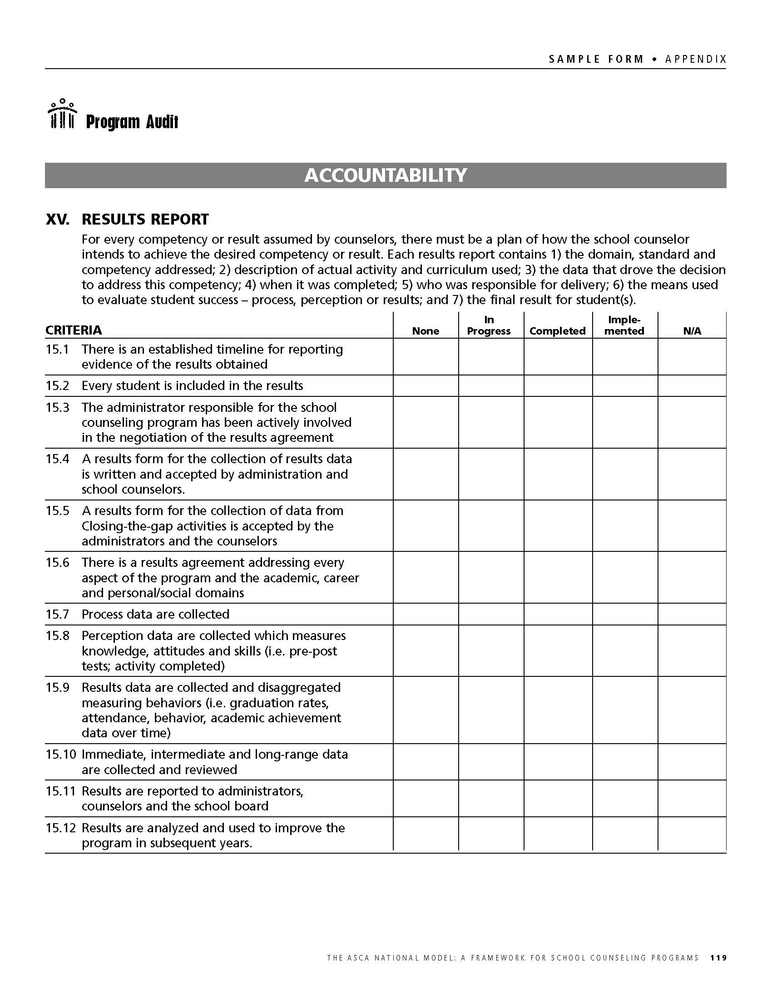 SAMPLE FORM • APPENDIX
Program Audit
ACCOUNTABILITY
XV. RESULTS REPORT
For every competency or result assumed by counselors, there must be a plan of how the school counselor
intends to achieve the desired competency or result. Each results report contains 1) the domain, standard and
competency addressed; 2) description of actual activity and curriculum used; 3) the data that drove the decision
to address this competency; 4) when it was completed; 5) who was responsible for delivery; 6) the means used
to evaluate student success – process, perception or results; and 7) the final result for student(s).
CRITERIA None In Progress Completed Imple-mented N/A
15.1 There is an established timeline for reporting
evidence of the results obtained
15.2 Every student is included in the results
15.3 The administrator responsible for the school
counseling program has been actively involved
in the negotiation of the results agreement
15.4 A results form for the collection of results data
is written and accepted by administration and
school counselors.
15.5 A results form for the collection of data from
Closing-the-gap activities is accepted by the
administrators and the counselors
15.6 There is a results agreement addressing every
aspect of the program and the academic, career
and personal/social domains
15.7 Process data are collected
15.8 Perception data are collected which measures
knowledge, attitudes and skills (i.e. pre-post
tests; activity completed)
15.9 Results data are collected and disaggregated
measuring behaviors (i.e. graduation rates,
attendance, behavior, academic achievement
data over time)
15.10 Immediate, intermediate and long-range data
are collected and reviewed
15.11 Results are reported to administrators,
counselors and the school board
15.12 Results are analyzed and used to improve the
program in subsequent years.
THE ASCA NATIONAL MODEL: A FRAMEWORK FOR SCHOOL COUNSELING PROGRAMS 119